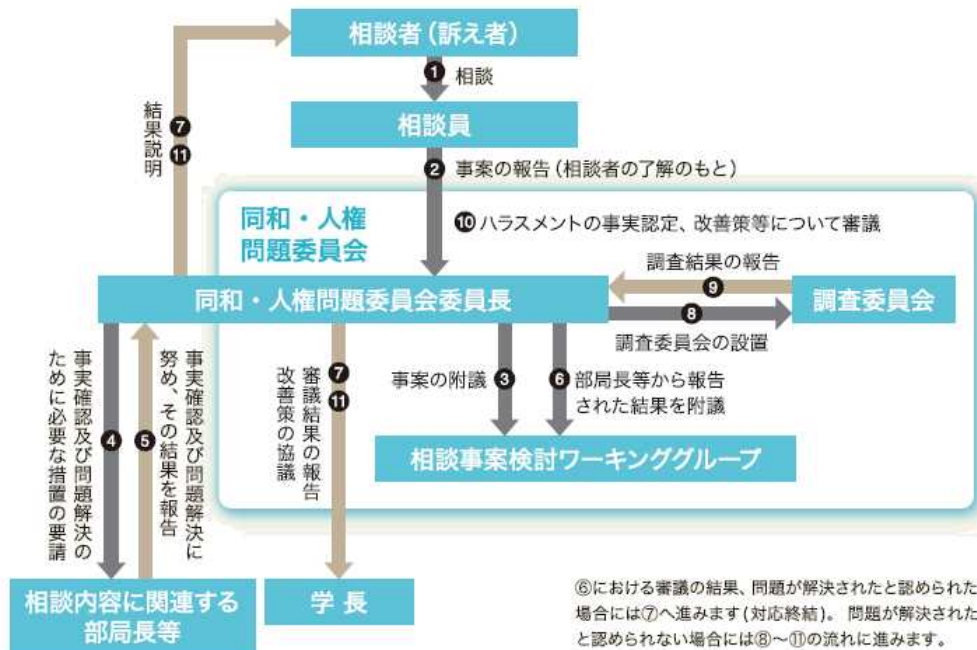 相談者（訴え者）
❶ 相談
相談員
❷ 事案の報告（相談者の了解のもと）
❼
⓫
結果説明
同和・人権
問題委員会
❿ ハラスメントの事実認定、改善策等について審議
同和・人権問題委員会委員長
調査結果の報告
❾
❽
調査委員会の設置
調査委員会
❹
事実確認及び問題解決の
ために必要な措置の要請
❺
事実確認及び問題解決に
努め、その結果を報告
❼
⓫
審議結果の報告
改善策の協議
事案の附議 ❸
❻ 部局長等から報告
された結果を附議
相談事案検討ワーキンググループ
相談内容に関連する
部局長等
学 長
⑥における審議の結果、問題が解決されたと認められた
場合には⑦へ進みます(対応終結)。 問題が解決された
と認められない場合には⑧～⑪の流れに進みます。